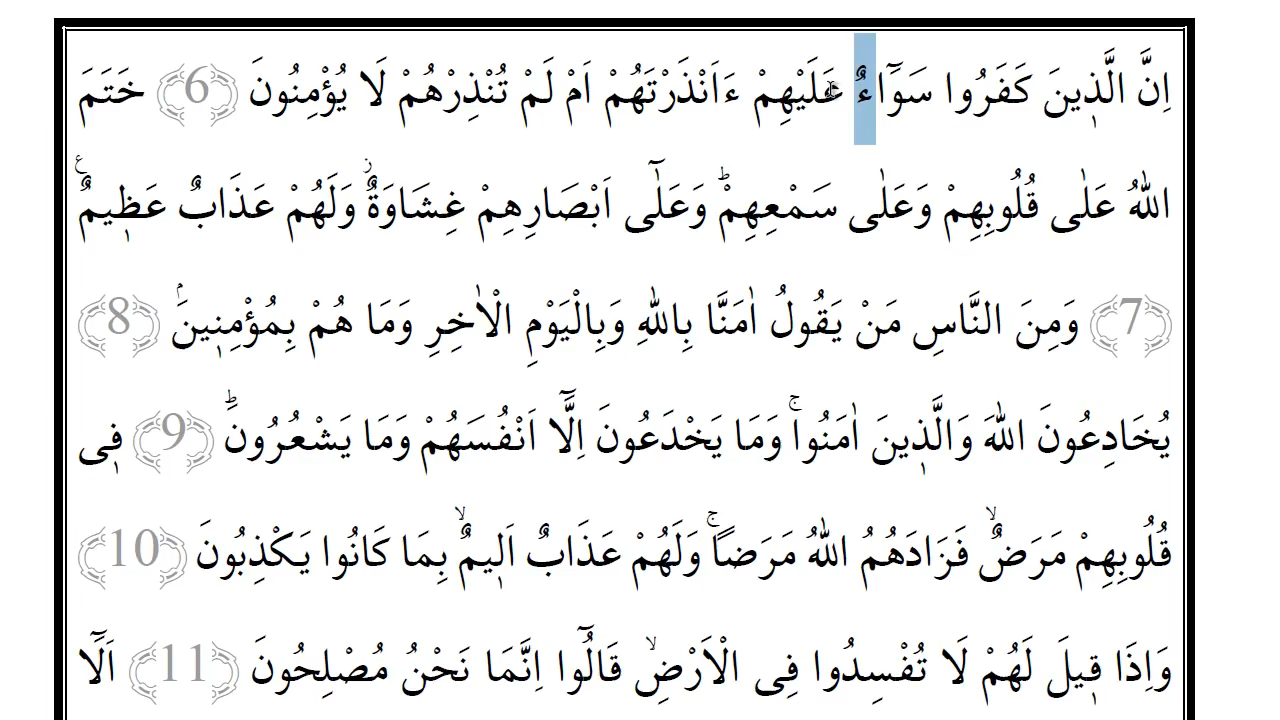 اِنَّ الَّذ۪ينَ كَفَرُوا سَوَٓاءٌ عَلَيْهِمْ ءَاَنْذَرْتَهُمْ اَمْ لَمْ تُنْذِرْهُمْ لَا يُؤْمِنُونَ ﴿6﴾ خَتَمَ
اللّٰهُ عَلٰى قُلُوبِهِمْ وَعَلٰى سَمْعِهِمْۜ وَعَلٰٓى اَبْصَارِهِمْ غِشَاوَةٌۘ وَلَهُمْ عَذَابٌ عَظ۪يمٌ۟
﴿7﴾ وَمِنَ النَّاسِ مَنْ يَقُولُ اٰمَنَّا بِاللّٰهِ وَبِالْيَوْمِ الْاٰخِرِ وَمَا هُمْ بِمُؤْمِن۪ينَۢ ﴿8﴾
يُخَادِعُونَ اللّٰهَ وَالَّذ۪ينَ اٰمَنُواۚ وَمَا يَخْدَعُونَ اِلَّٓا اَنْفُسَهُمْ وَمَا يَشْعُرُونَۜ ﴿9﴾ ف۪ى
قُلُوبِهِمْ مَرَضٌۙ فَزَادَهُمُ اللّٰهُ مَرَضًاۚ وَلَهُمْ عَذَابٌ اَل۪يمٌۙ بِمَا كَانُوا يَكْذِبُونَ ﴿10﴾
وَاِذَا ق۪يلَ لَهُمْ لَا تُفْسِدُوا فِى الْاَرْضِۙ قَالُٓوا اِنَّمَا نَحْنُ مُصْلِحُونَ ﴿11﴾ اَلَٓا